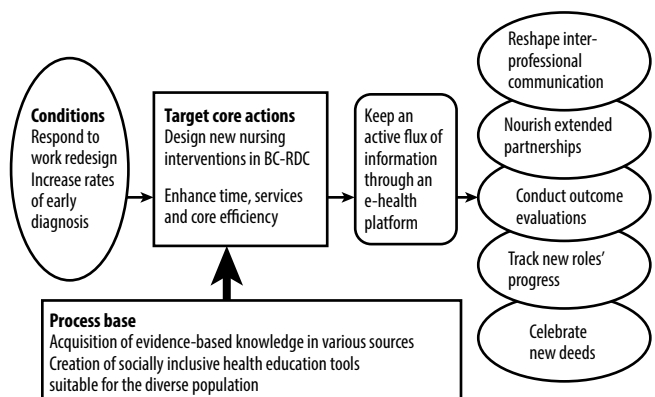 Conditions
Respond to
work redesign
Increase rates
of early
diagnosis
Target core actions
Design new nursing
interventions in BC-RDC
Enhance time, services
and core efficiency
Keep an
active flux of
information
through an
e-health
platform
Reshape inter-
professional
communication
Nourish extended
partnerships
Conduct outcome
evaluations
Track new roles’
progress
Celebrate
new deeds
Process base
Acquisition of evidence-based knowledge in various sources
Creation of socially inclusive health education tools
suitable for the diverse population